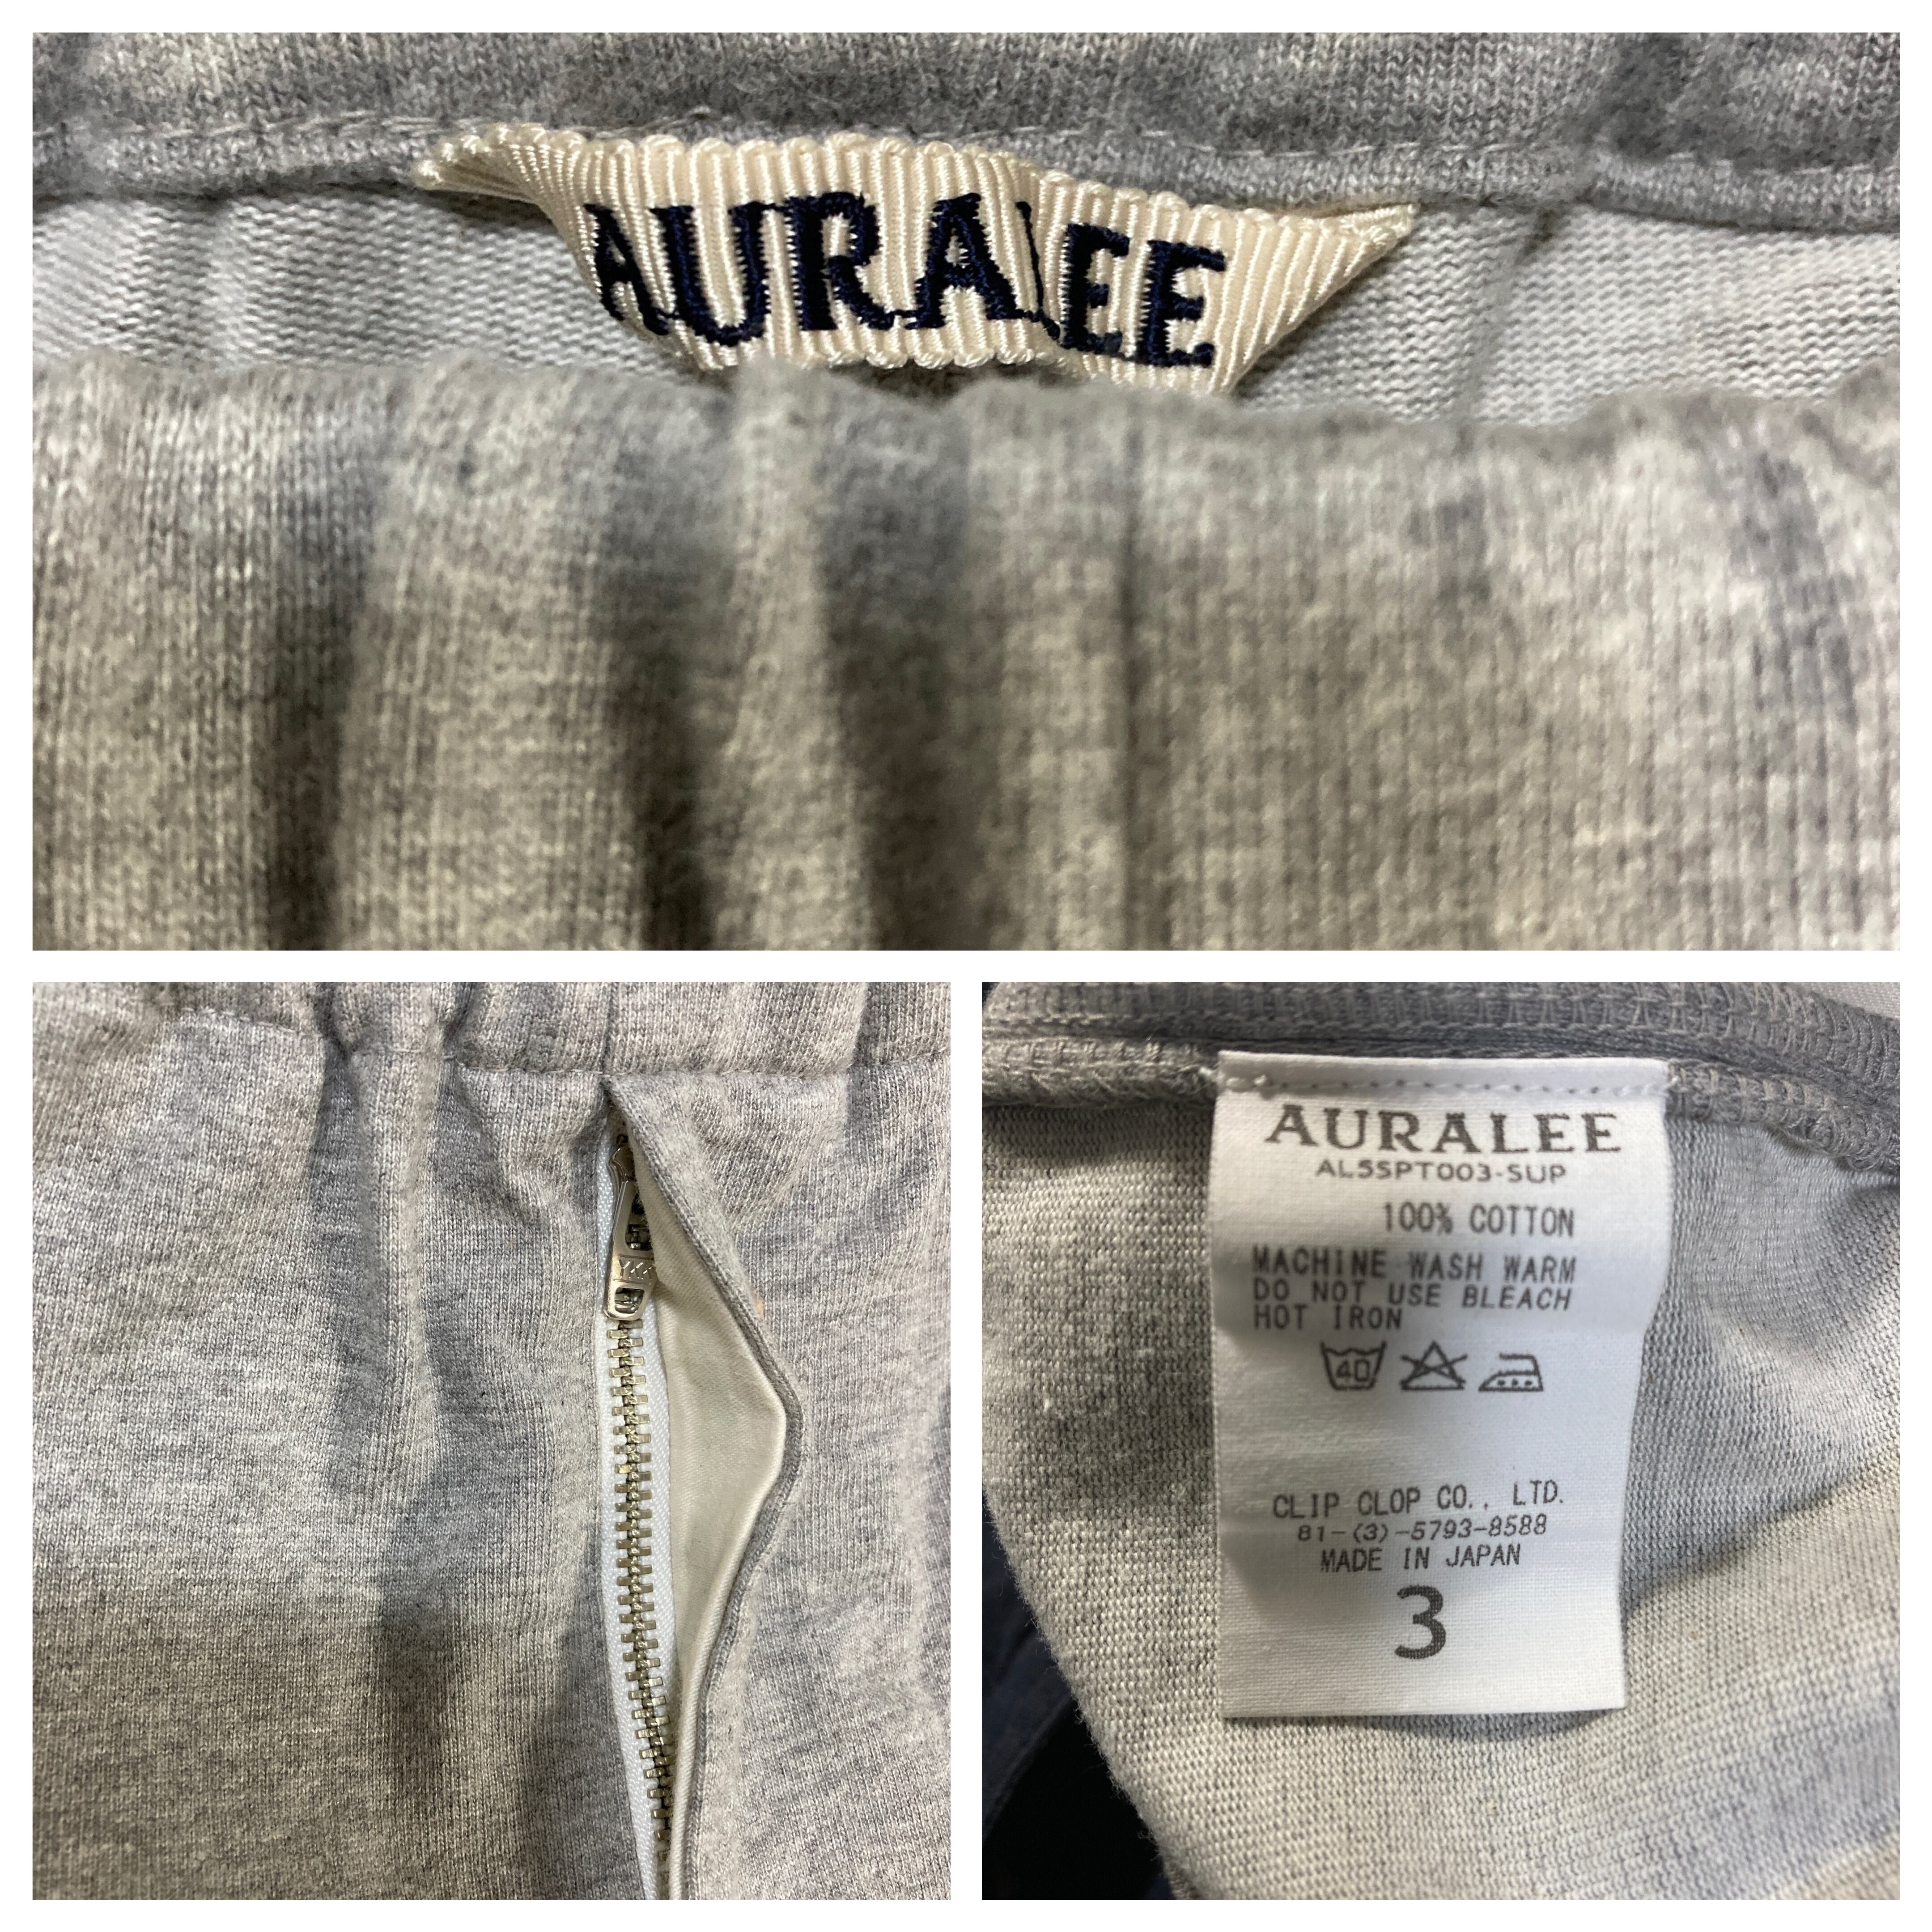 AURALEE
YKK
AURALEE
AL5SPT003-SUP
100% COTTON
MACHINE WASH WARM
DO NOT USE BLEACH
HOT IRON
40
CLIP CLOP CO., LTD.
81-(3)-5793-8588
MADE IN JAPAN
3